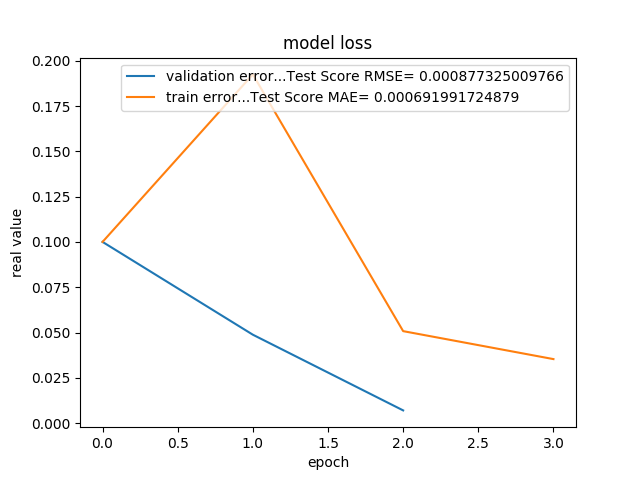 model loss
validation error...Test Score RMSE= 0.000877325009766
train error...Test Score MAE= 0.000691991724879
0.200
0.175
0.150
0.125
0.100
0.075
0.050
0.025
0.000
real value
0.0 0.5 1.0 1.5 2.0 2.5 3.0
epoch